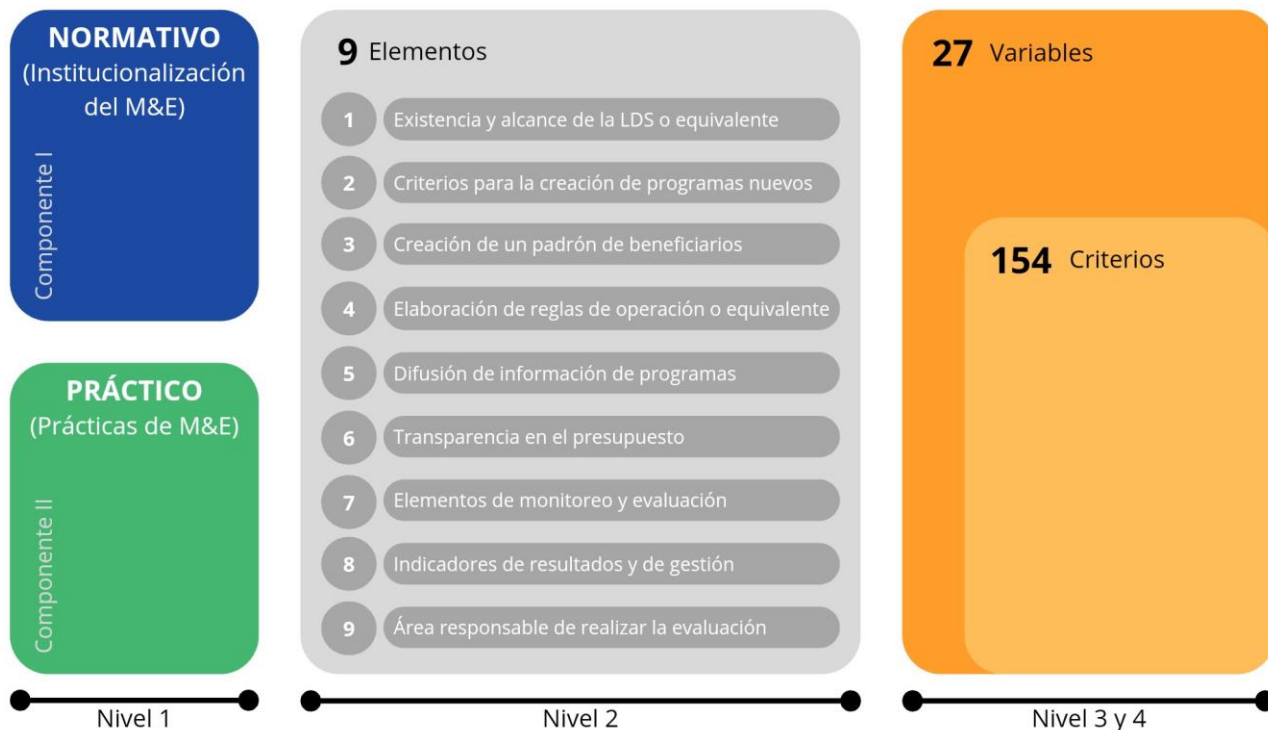 NORMATIVO
(Institucionalización
del M&E)
Componente I
PRÁCTICO
(Prácticas de M&E)
Componente II
Nivel 1
9 Elementos
1 Existencia y alcance de la LDS o equivalente
2 Criterios para la creación de programas nuevos
3 Creación de un padrón de beneficiarios
4 Elaboración de reglas de operación o equivalente
5 Difusión de información de programas
6 Transparencia en el presupuesto
7 Elementos de monitoreo y evaluación
8 Indicadores de resultados y de gestión
9 Área responsable de realizar la evaluación
Nivel 2
27 Variables
154 Criterios
Nivel 3 y 4